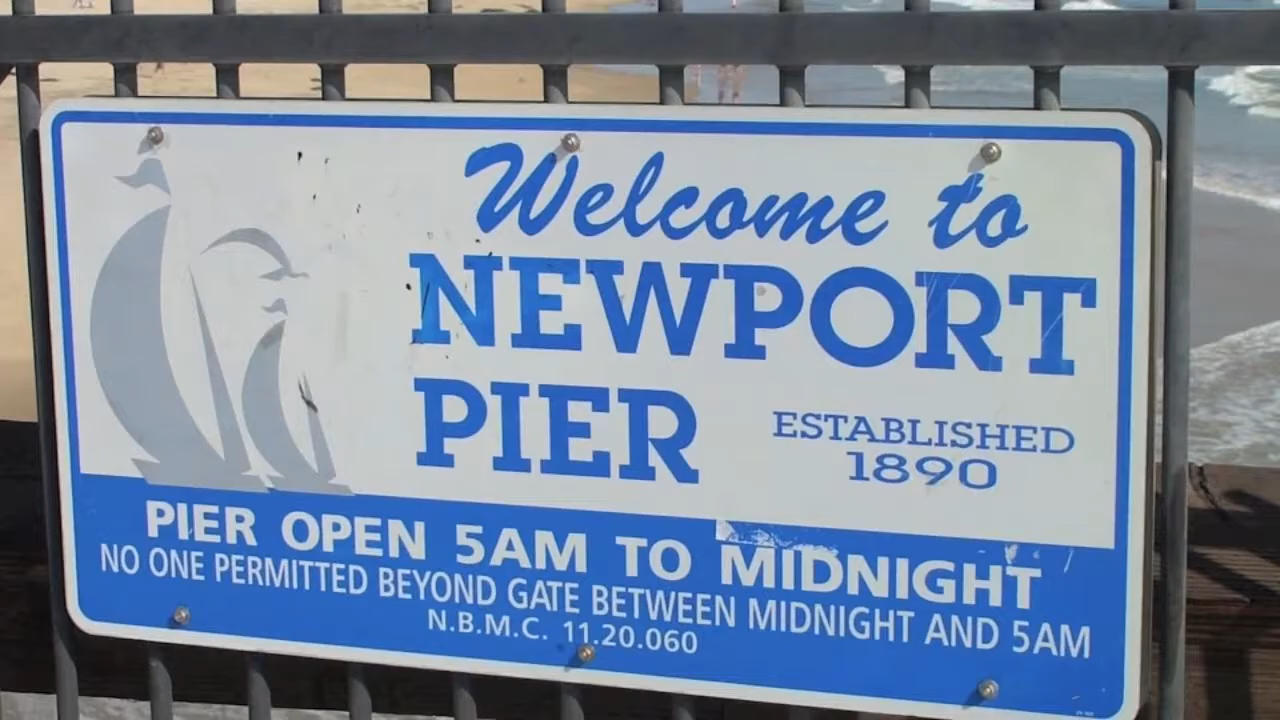 Welcome to
NEWPORT
PIER
ESTABLISHED
1890
PIER OPEN 5AM TO MIDNIGHT
NO ONE PERMITTED BEYOND GATE BETWEEN MIDNIGHT AND 5AM
N.B.M.C. 11.20.060